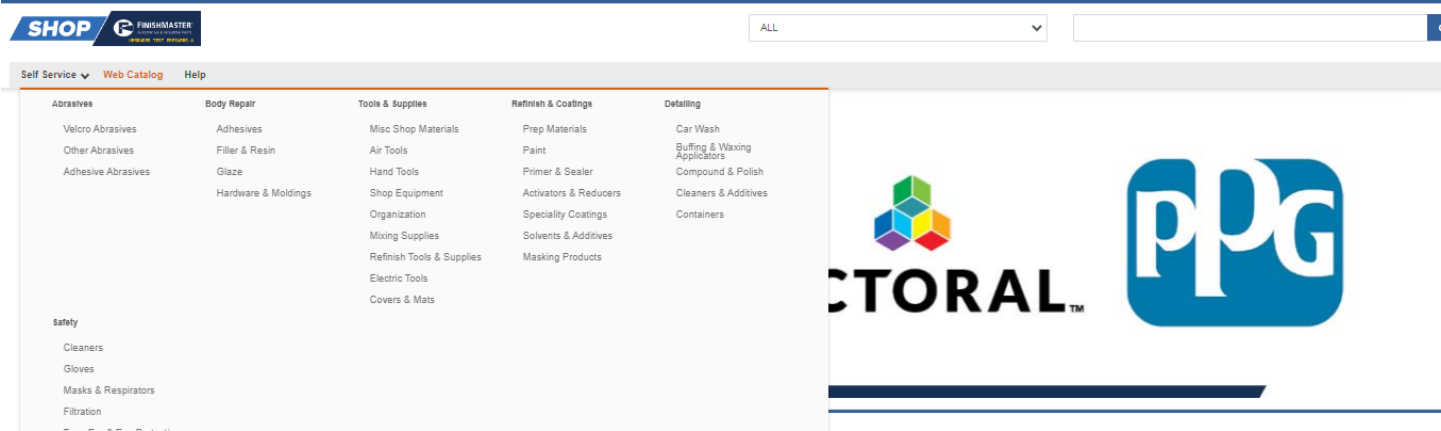 SHOP FINISHMASTER
ALL
Self Service Web Catalog Help
Abrasives
Velcro Abrasives
Other Abrasives
Adhesive Abrasives
Body Repair
Adhesives
Filler & Resin
Glaze
Hardware & Moldings
Tools & Supplies
Misc Shop Materials
Air Tools
Hand Tools
Shop Equipment
Organization
Mixing Supplies
Refinish Tools & Supplies
Electric Tools
Covers & Mats
Refinish & Coatings
Prep Materials
Paint
Primer & Sealer
Activators & Reducers
Speciality Coatings
Solvents & Additives
Masking Products
Detailing
Car Wash
Buffing & Waxing
Applicators
Compound & Polish
Cleaners & Additives
Containers
Safety
Cleaners
Gloves
Masks & Respirators
Filtration
CTORAL™
PPG